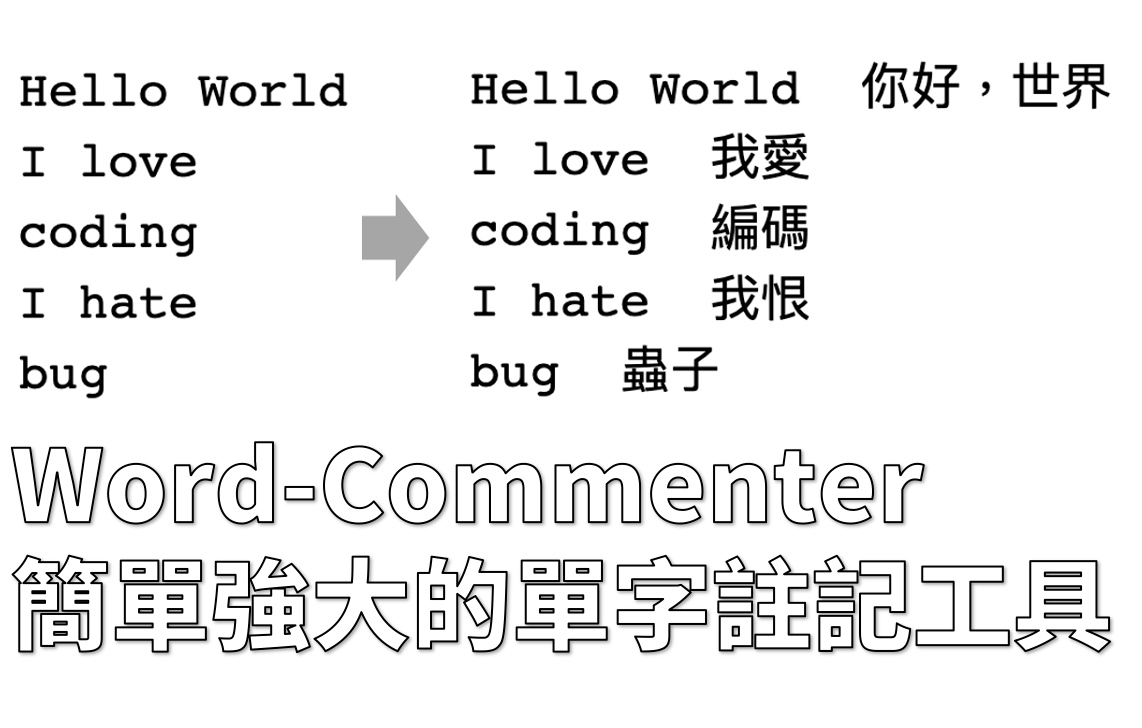 Hello World
I love
coding
I hate
bug
Hello World 你好，世界
I love 我愛
coding 編碼
I hate 我恨
bug 蟲子
Word-Commenter
簡單強大的單字註記工具